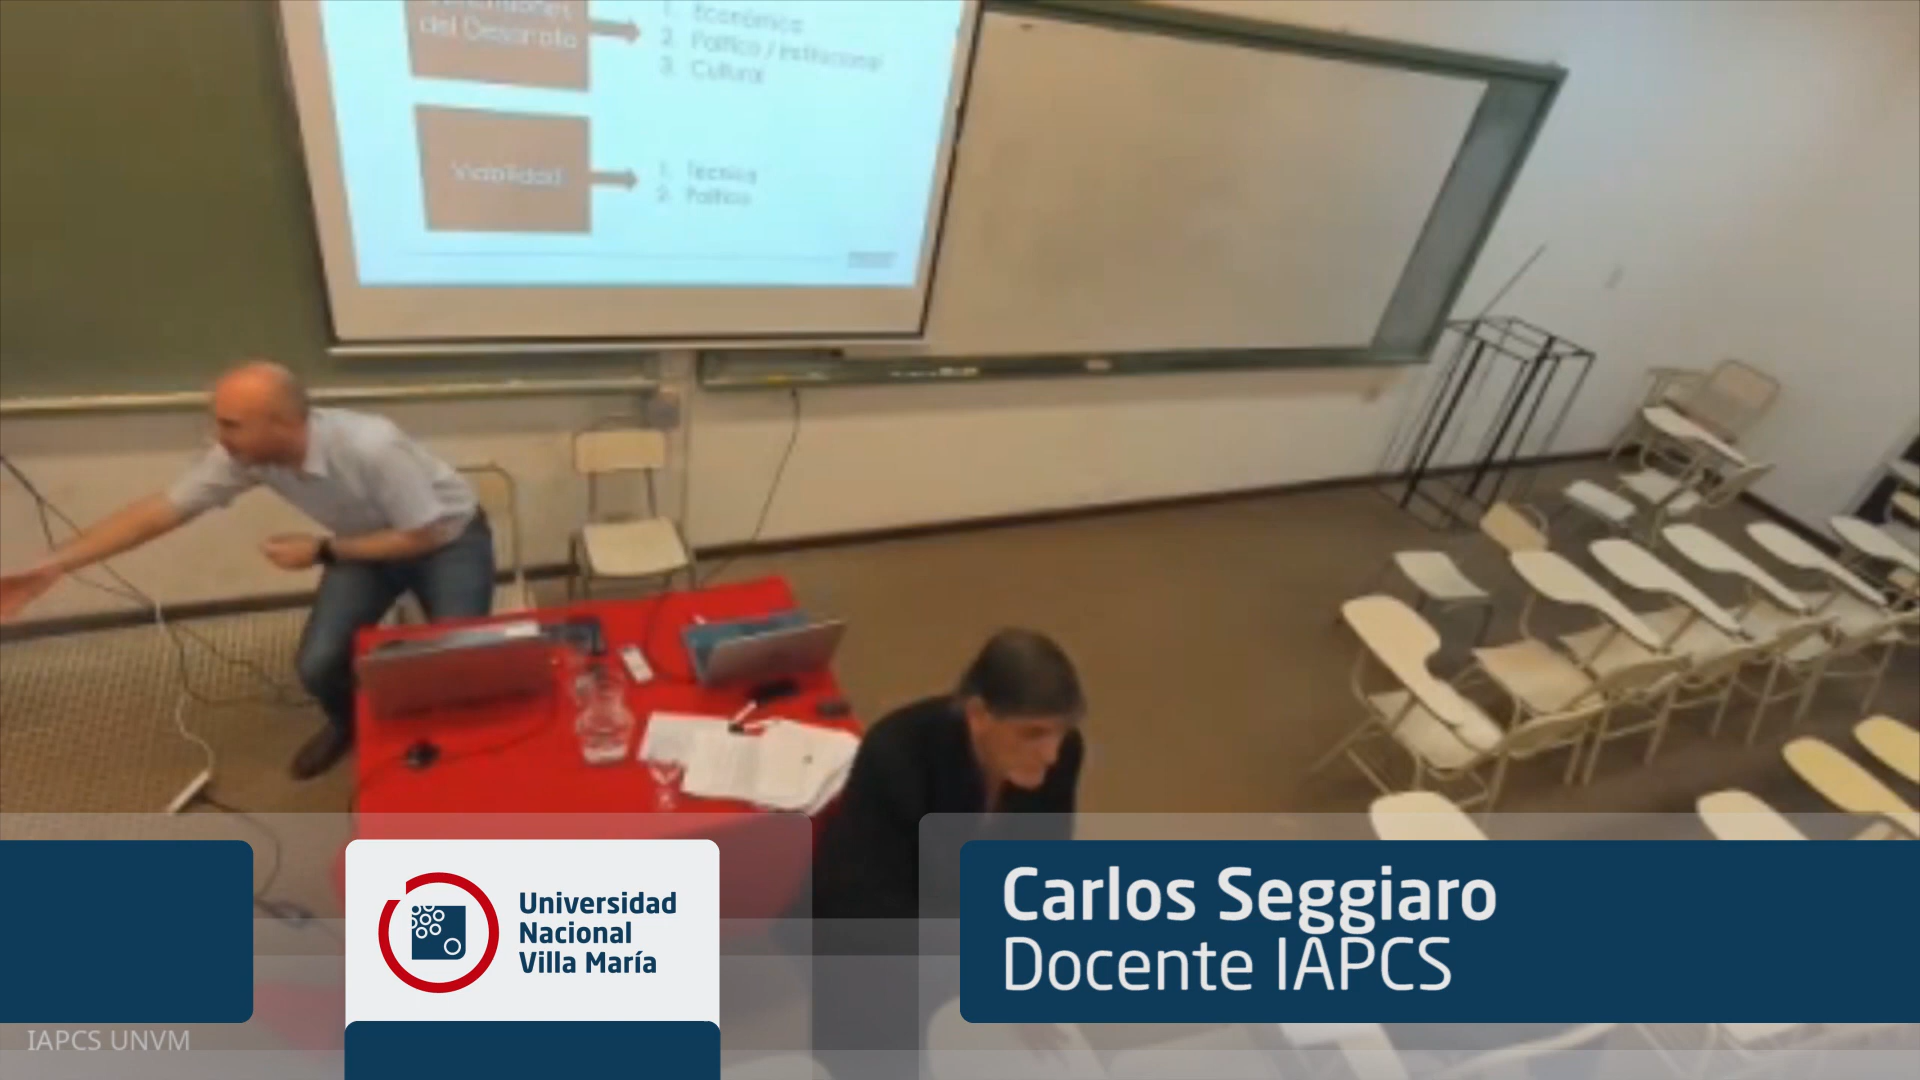 del Desarrollo
1. Económica
2. Político / Institucional
3. Cultural
Viabilidad
1. Técnica
2. Política
Universidad
Nacional
Villa María
Carlos Seggiaro
Docente IAPCS
IAPCS UNVM